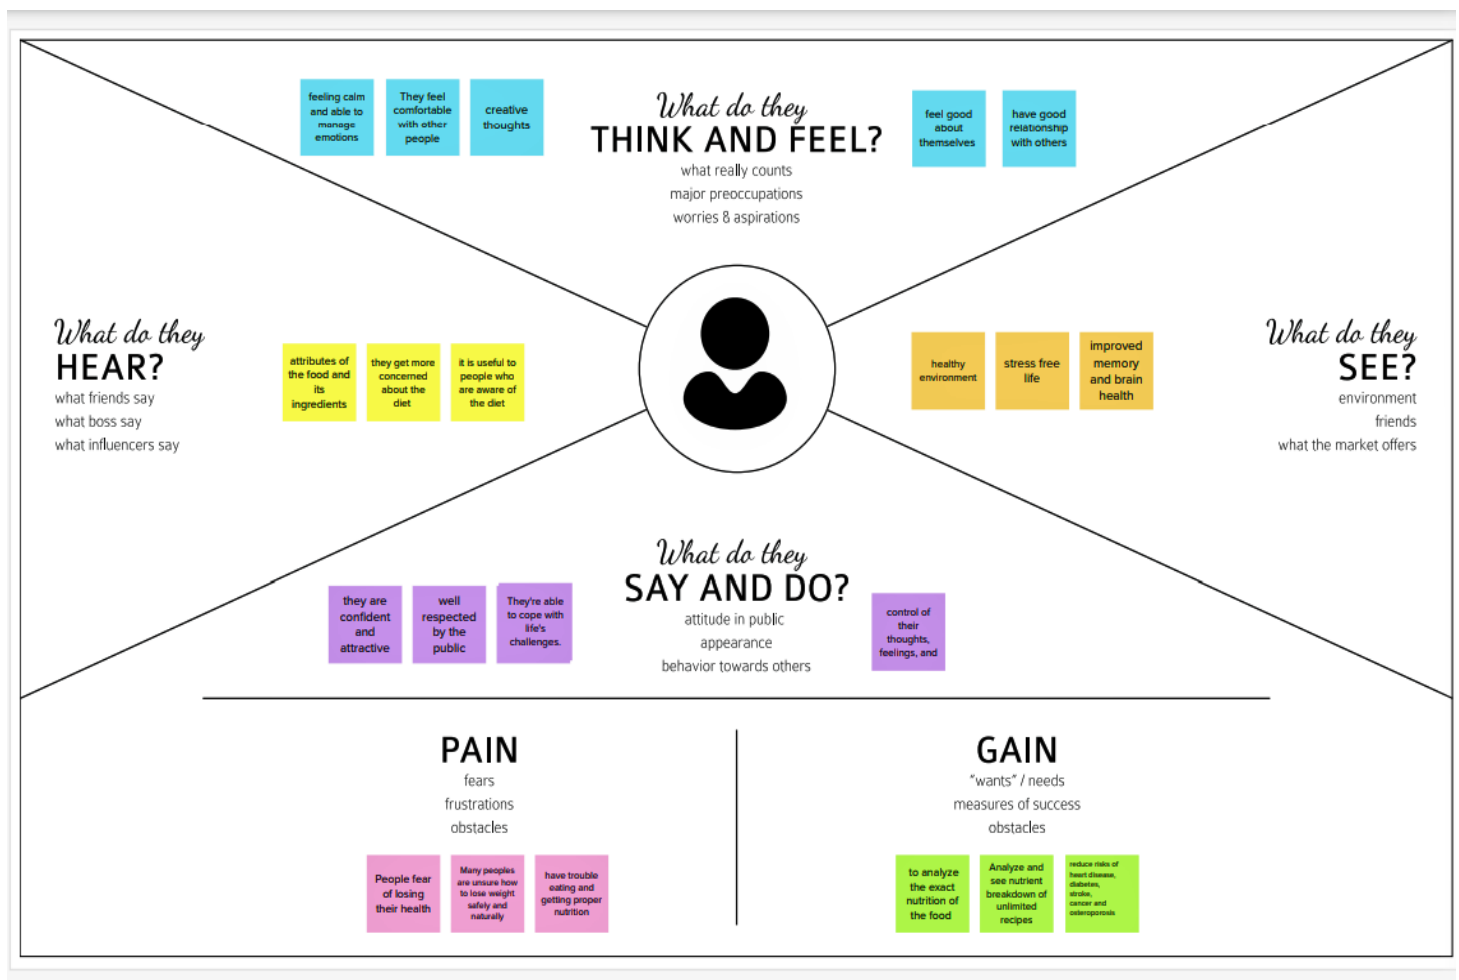 feeling calm
and able to
manage
emotions
They feel
comfortable
with other
people
creative
thoughts
What do they
THINK AND FEEL?
what really counts
major preoccupations
worries & aspirations
feel good
about
themselves
have good
relationship
with others
What do they
HEAR?
what friends say
what boss say
what influencers say
attributes of
the food and
its
ingredients
they get more
concerned
about the
diet
it is useful to
people who
are aware of
the diet
healthy
environment
stress free
life
improved
memory
and brain
health
What do they
SEE?
environment
friends
what the market offers
What do they
SAY AND DO?
attitude in public
appearance
behavior towards others
they are
confident
and
attractive
well
respected
by the
public
They're able
to cope with
life's
challenges.
control of
their
thoughts,
feelings, and
PAIN
fears
frustrations
obstacles
People fear
of losing
their health
Many peoples
are unsure how
to lose weight
safely and
naturally
have trouble
eating and
getting proper
nutrition
GAIN
"wants" / needs
measures of success
obstacles
to analyze
the exact
nutrition of
the food
Analyze and
see nutrient
breakdown of
unlimited
recipes
reduce risks of
heart disease,
diabetes,
stroke,
cancer and
osteoporosis